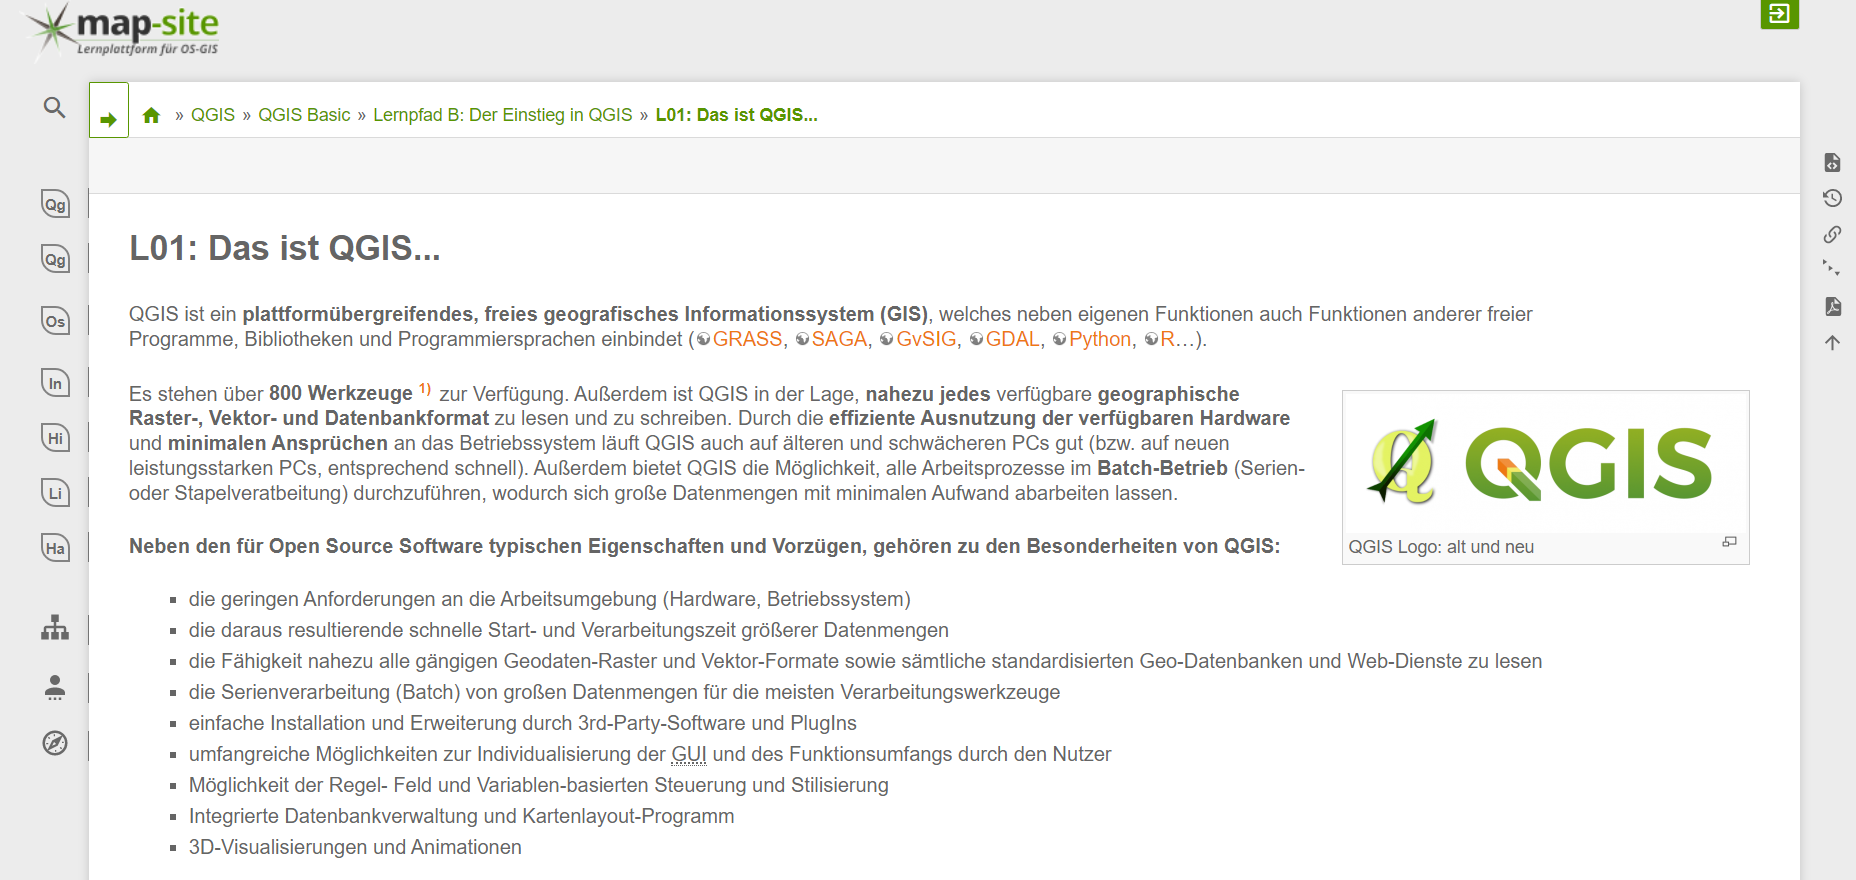 map-site
Lernplattform für OS-GIS
» QGIS » QGIS Basic » Lernpfad B: Der Einstieg in QGIS » L01: Das ist QGIS...
Qg
Qg
Os
In
Hi
Li
Ha
L01: Das ist QGIS...
QGIS ist ein plattformübergreifendes, freies geografisches Informationssystem (GIS), welches neben eigenen Funktionen auch Funktionen anderer freier
Programme, Bibliotheken und Programmiersprachen einbindet (GRASS, SAGA, GvSIG, GDAL, Python, R…).
Es stehen über 800 Werkzeuge 1) zur Verfügung. Außerdem ist QGIS in der Lage, nahezu jedes verfügbare geographische
Raster-, Vektor- und Datenbankformat zu lesen und zu schreiben. Durch die effiziente Ausnutzung der verfügbaren Hardware
und minimalen Ansprüchen an das Betriebssystem läuft QGIS auch auf älteren und schwächeren PCs gut (bzw. auf neuen
leistungsstarken PCs, entsprechend schnell). Außerdem bietet QGIS die Möglichkeit, alle Arbeitsprozesse im Batch-Betrieb (Serien-
oder Stapelveratbeitung) durchzuführen, wodurch sich große Datenmengen mit minimalen Aufwand abarbeiten lassen.
QGIS
QGIS Logo: alt und neu
Neben den für Open Source Software typischen Eigenschaften und Vorzügen, gehören zu den Besonderheiten von QGIS:
die geringen Anforderungen an die Arbeitsumgebung (Hardware, Betriebssystem)
die daraus resultierende schnelle Start- und Verarbeitungszeit größerer Datenmengen
die Fähigkeit nahezu alle gängigen Geodaten-Raster und Vektor-Formate sowie sämtliche standardisierten Geo-Datenbanken und Web-Dienste zu lesen
die Serienverarbeitung (Batch) von großen Datenmengen für die meisten Verarbeitungswerkzeuge
einfache Installation und Erweiterung durch 3rd-Party-Software und PlugIns
umfangreiche Möglichkeiten zur Individualisierung der GUI und des Funktionsumfangs durch den Nutzer
Möglichkeit der Regel- Feld und Variablen-basierten Steuerung und Stilisierung
Integrierte Datenbankverwaltung und Kartenlayout-Programm
3D-Visualisierungen und Animationen